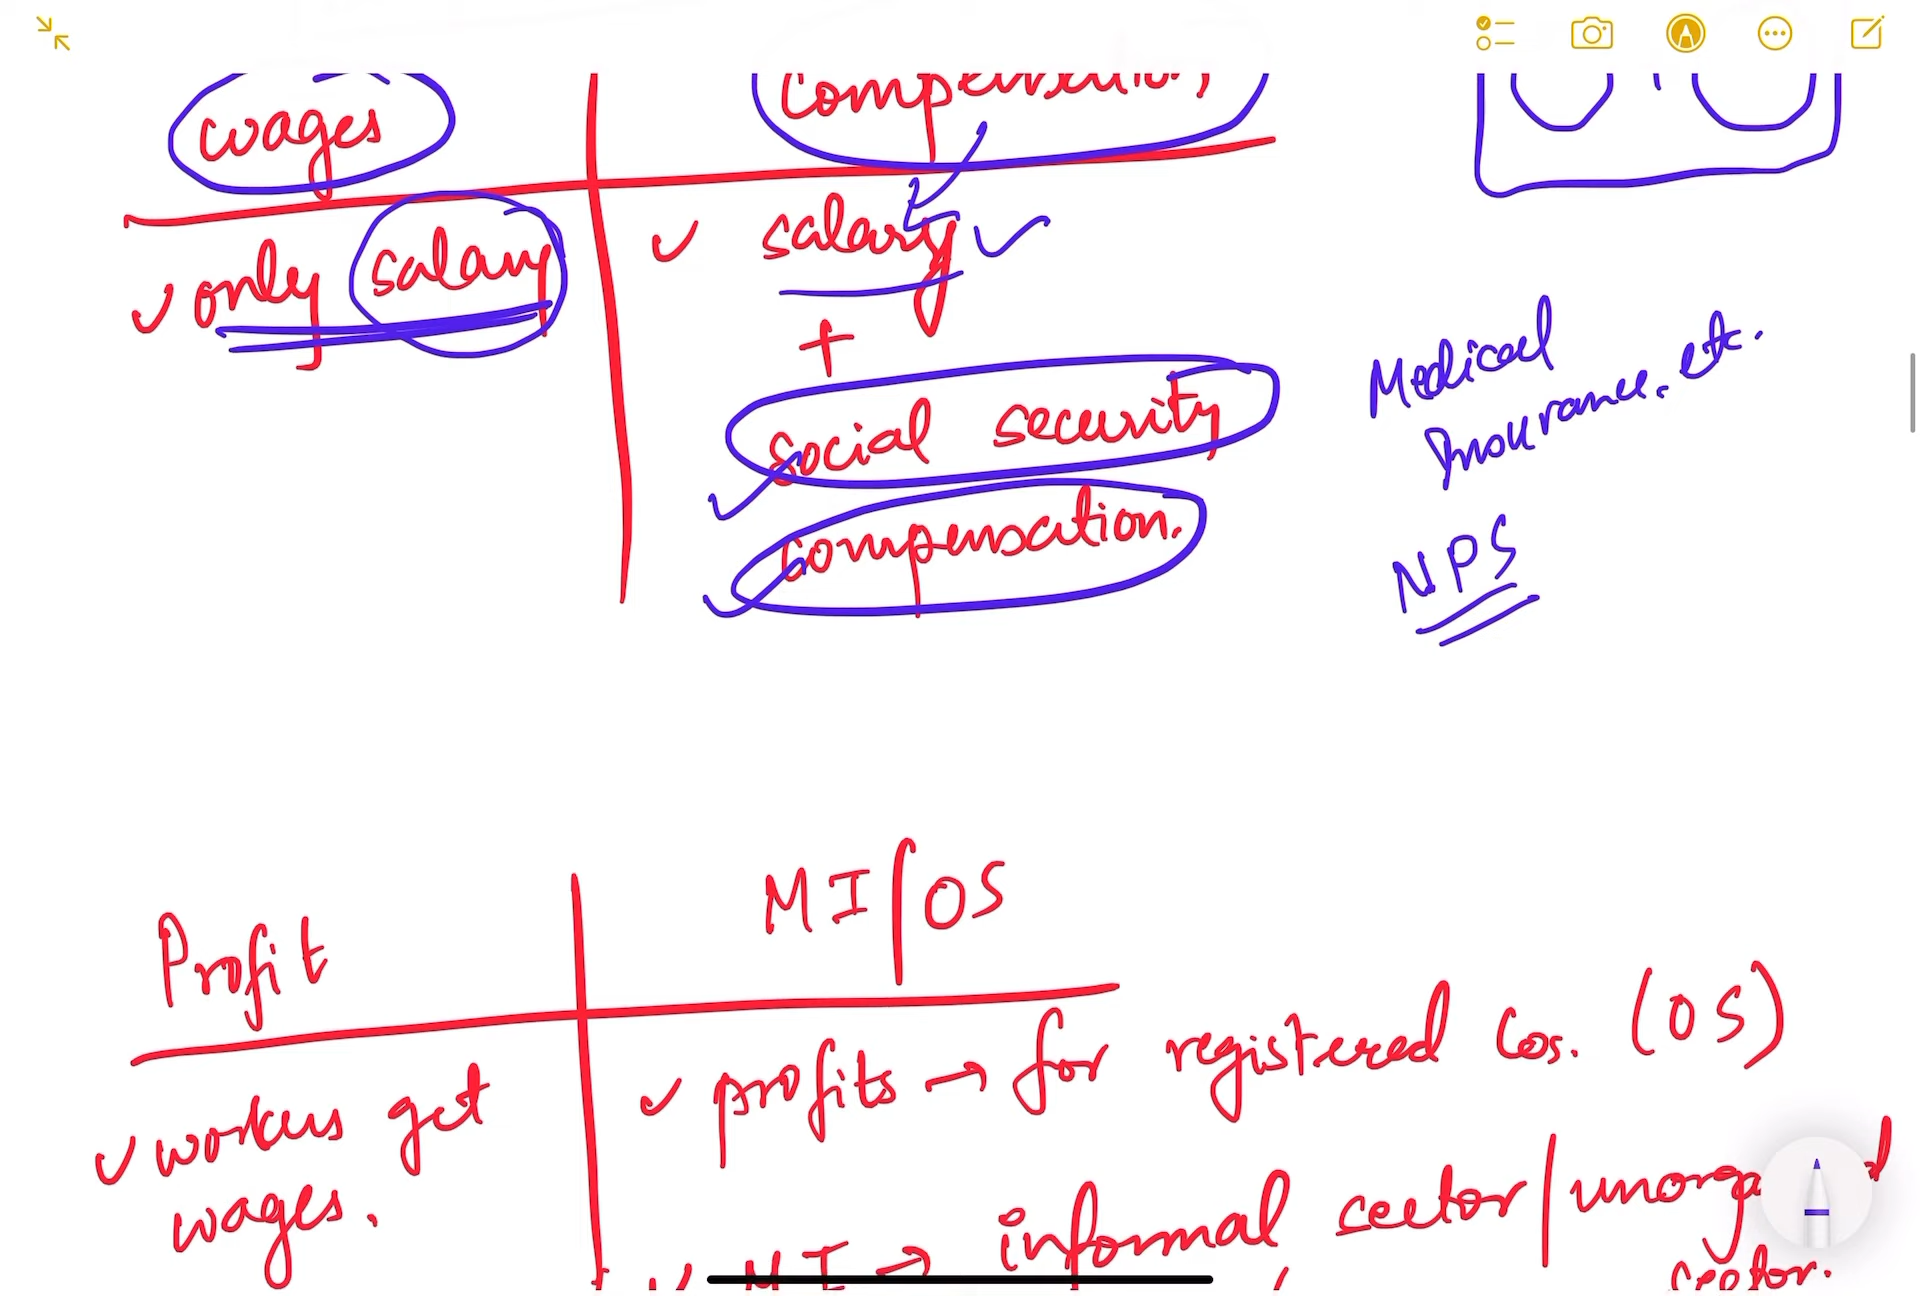 wages
compensation
only salary
salary
+
social security
compensation.
Medical
Insurance. etc.
NPS
Profit
MI/OS
workers get
wages.
profits → for registered Cos. (OS)
MI → informal sector/
sector.